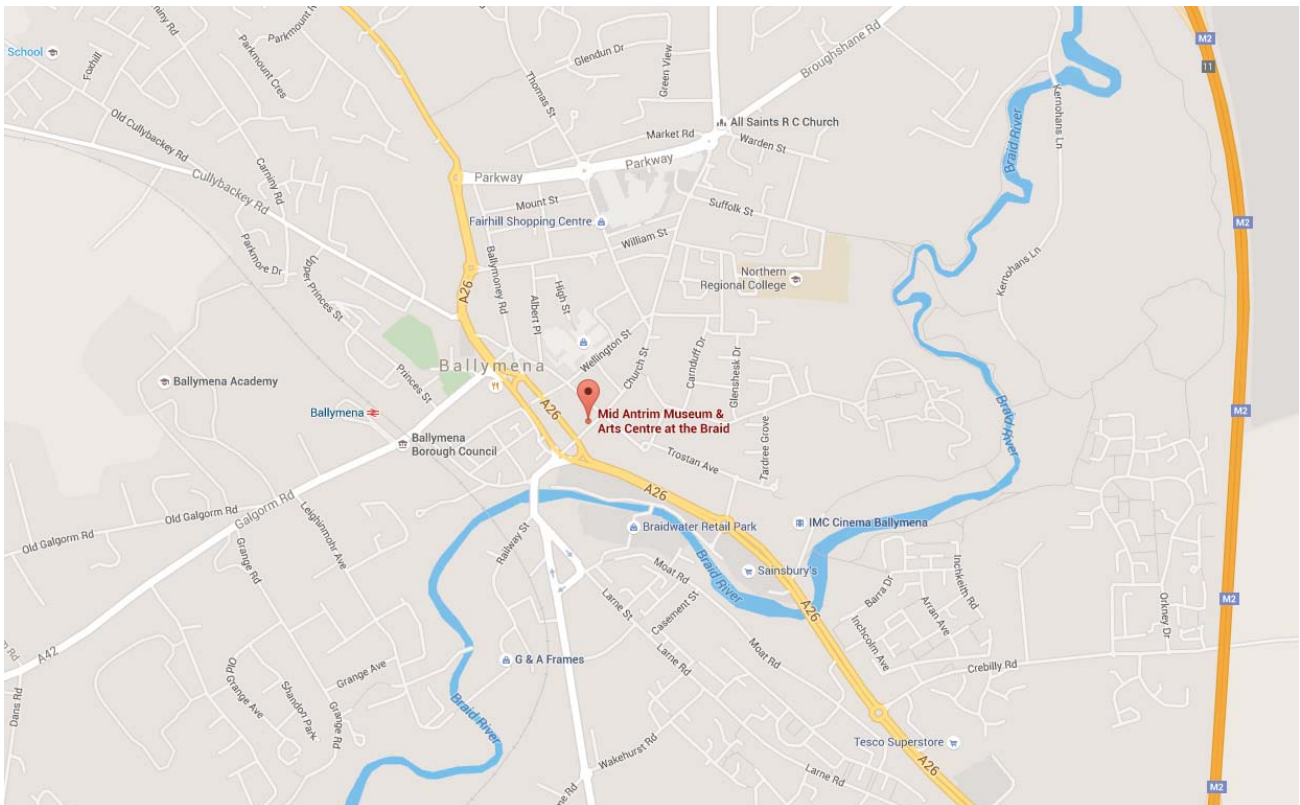 Carniny Rd
Parkmount Rd
M2
School
Foxhill
Parkmount Cres
Glendun Dr
Green View
Broughshane Rd
11
Thomas St
Kernohans Ln
Old Cullybackey Rd
Market Rd
All Saints R C Church
Warden St
Braid River
Carniny Rd
Cullybackey Rd
Parkway
Parkway
Mount St
Suffolk St
Fairhill Shopping Centre
M2
William St
Parkmore Dr
Upper Princes St
Ballymoney Rd
Northern
Regional College
Kernohans Ln
A26
Albert Pl
High St
Wellington St
Church St
Carnduff Dr
Glenshesk Dr
Ballymena
Princes St
Ballymena Academy
Braid River
M2
Ballymena
A26
Mid Antrim Museum &
Arts Centre at the Braid
Ballymena
Borough Council
Tardree Grove
Trostan Ave
A26
Galgorm Rd
Old Galgorm Rd
Old Galgorm Rd
Leighinmohr Ave
Grange Rd
Railway St
Braidwater Retail Park
IMC Cinema Ballymena
Moat Rd
Braid River
Sainsbury's
Inchkeith Rd
Barra Dr
Arran Ave
Orkney Dr
M2
Larne St
Casement St
A26
Inchcolm Ave
A42
Larne Rd
Moat Rd
Crebilly Rd
G & A Frames
Grange Ave
Old Grange Ave
Shandon Park
Grange Rd
Dans Rd
Braid River
Wakehurst Rd
Tesco Superstore
Larne Rd
A26
M2